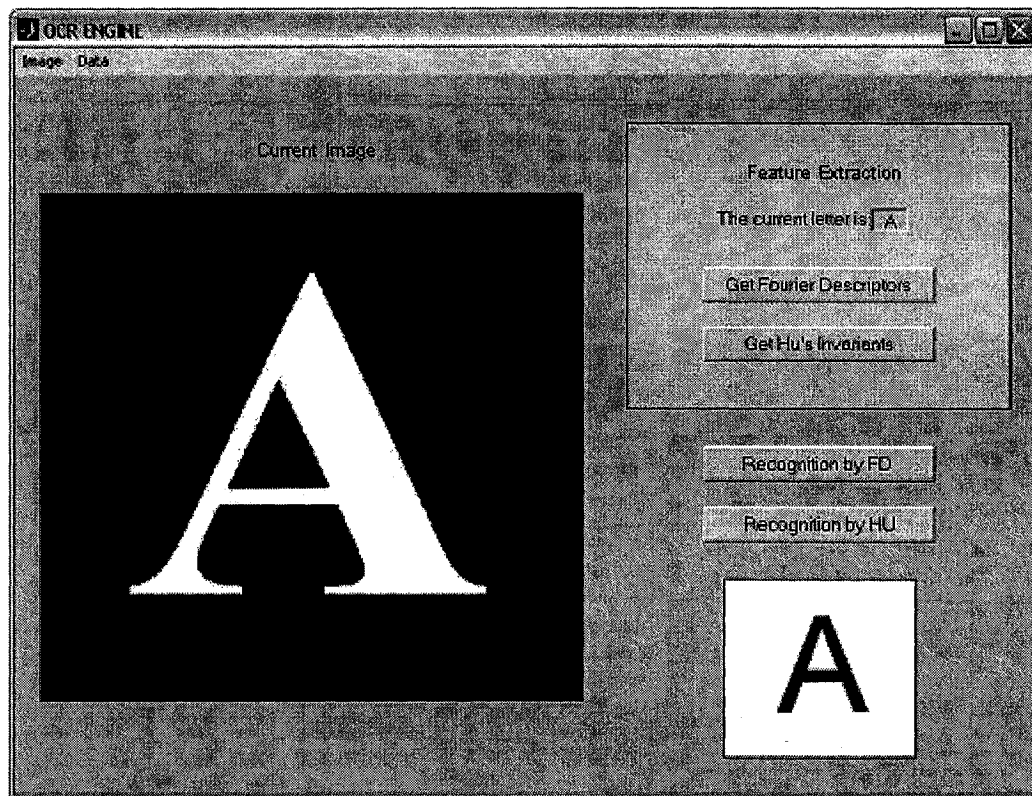 OCR ENGINE
Image Data
Current Image
A
Feature Extraction
The current letter is: A
Get Fourier Descriptors
Get Hu's Invariants
Recognition by FD
Recognition by HU
A